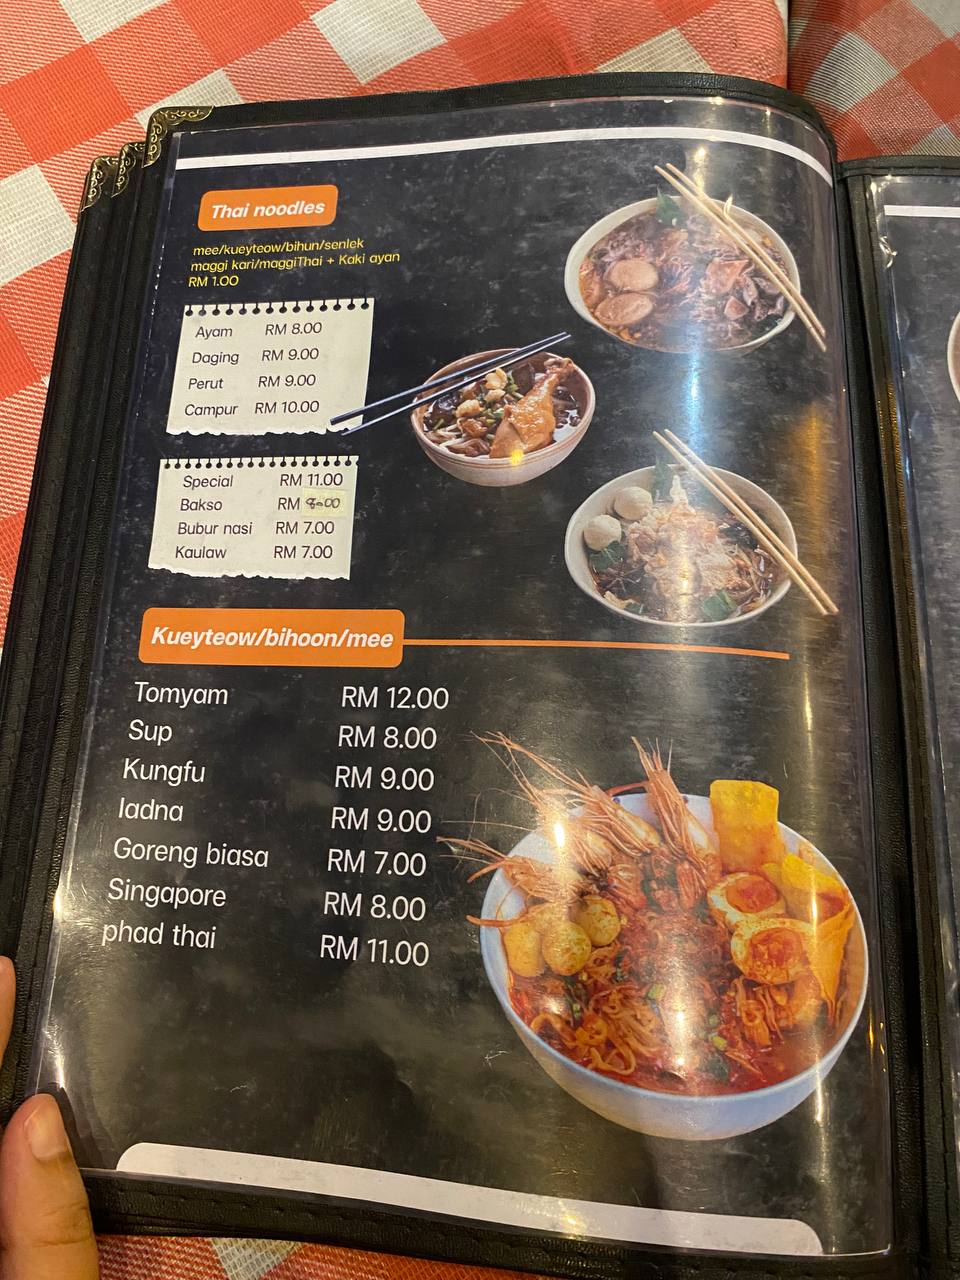 Thai noodles
mee/kueyteow/bihun/senlek
maggi kari/maggiThai + Kaki ayan
RM 1.00
Ayam RM 8.00
Daging RM 9.00
Perut RM 9.00
Campur RM 10.00
Special RM 11.00
Bakso RM
Bubur nasi RM 7.00
Kaulaw RM 7.00
Kueyteow/bihoon/mee
Tomyam RM 12.00
Sup RM 8.00
Kungfu RM 9.00
ladna RM 9.00
Goreng biasa RM 7.00
Singapore RM 8.00
phad thai RM 11.00